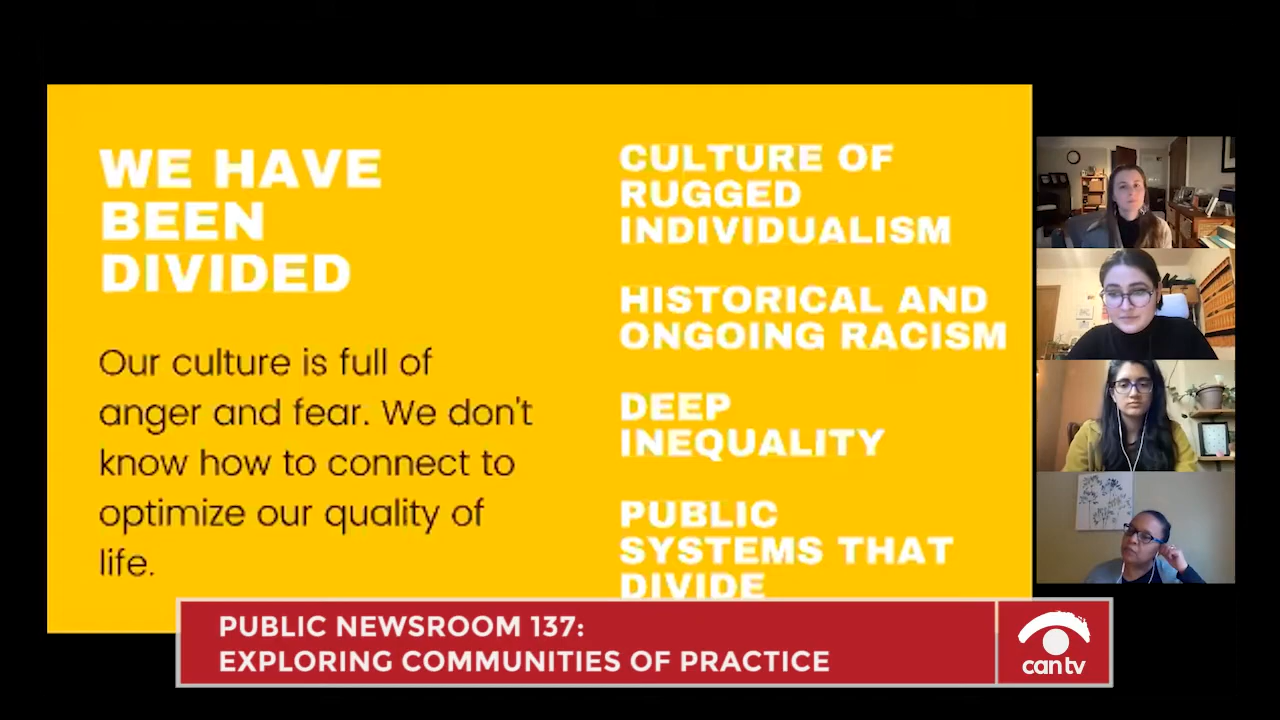 WE HAVE
BEEN
DIVIDED
Our culture is full of
anger and fear. We don't
know how to connect to
optimize our quality of
life.
CULTURE OF
RUGGED
INDIVIDUALISM
HISTORICAL AND
ONGOING RACISM
DEEP
INEQUALITY
PUBLIC
SYSTEMS THAT
DIVIDE
PUBLIC NEWSROOM 137:
EXPLORING COMMUNITIES OF PRACTICE
can tv